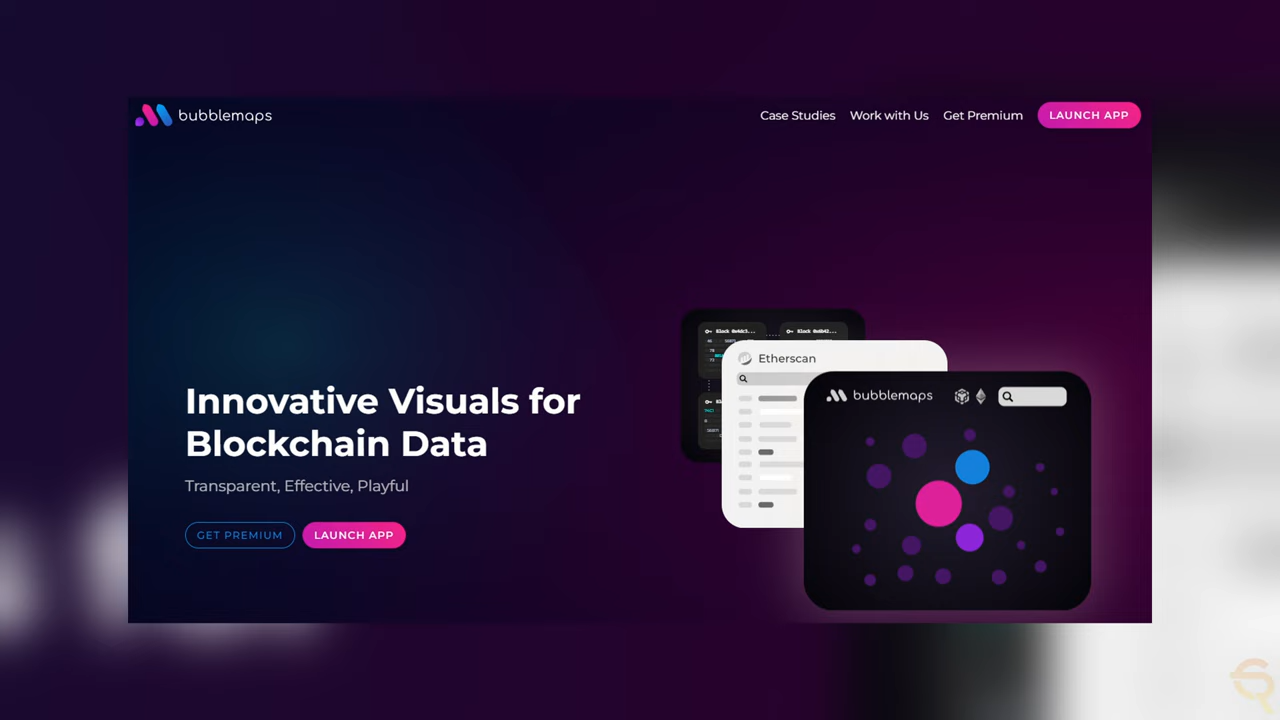 bubblemaps
Case Studies
Work with Us
Get Premium
LAUNCH APP
Innovative Visuals for
Blockchain Data
Transparent, Effective, Playful
GET PREMIUM
LAUNCH APP
Etherscan
bubblemaps